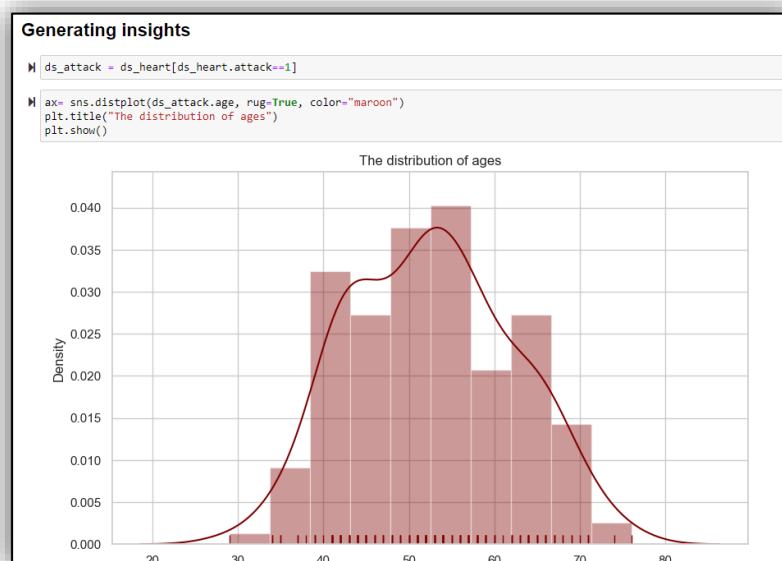 Generating insights
ds_attack = ds_heart[ds_heart.attack==1]
ax= sns.distplot(ds_attack.age, rug=True, color="maroon")
plt.title("The distribution of ages")
plt.show()
The distribution of ages
0.040
0.035
0.030
0.025
0.020
0.015
0.010
0.005
0.000
Density
20 30 40 50 60 70 80